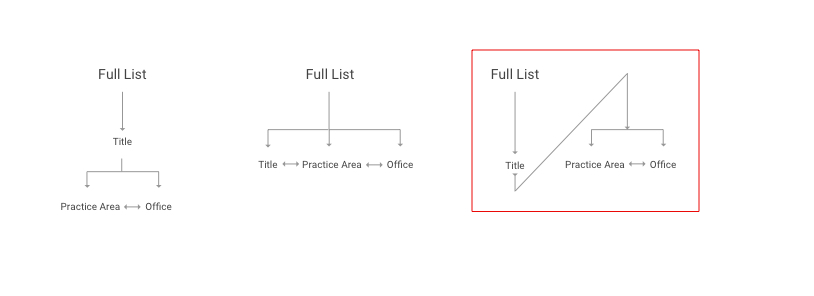 Full List
Title
Practice Area Office
Full List
Title Practice Area Office
Full List
Title
Practice Area Office